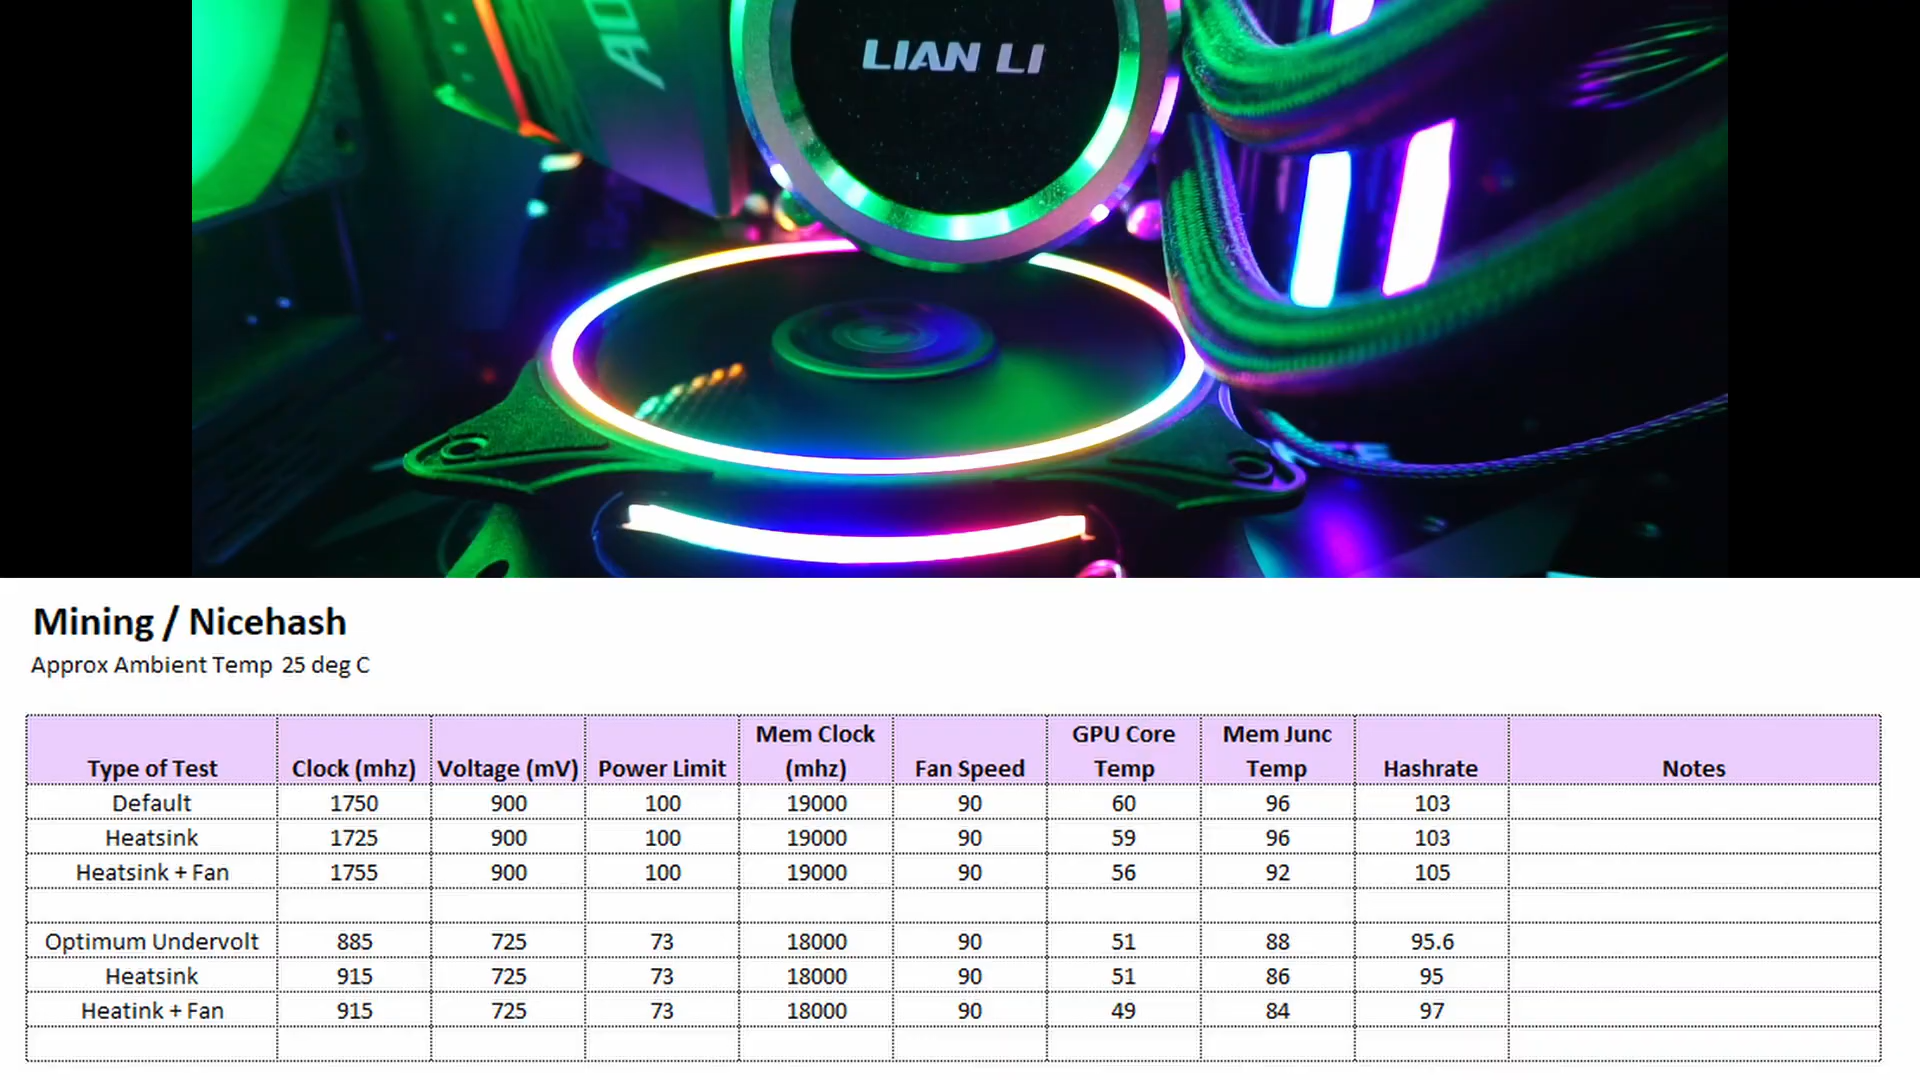 LIAN LI
Mining / Nicehash
Approx Ambient Temp 25 deg C
Type of Test Clock (mhz) Voltage (mV) Power Limit Mem Clock (mhz) Fan Speed GPU Core Temp Mem Junc Temp Hashrate Notes
Default 1750 900 100 19000 90 60 96 103
Heatsink 1725 900 100 19000 90 59 96 103
Heatsink + Fan 1755 900 100 19000 90 56 92 105
Optimum Undervolt 885 725 73 18000 90 51 88 95.6
Heatsink 915 725 73 18000 90 51 86 95
Heatink + Fan 915 725 73 18000 90 49 84 97